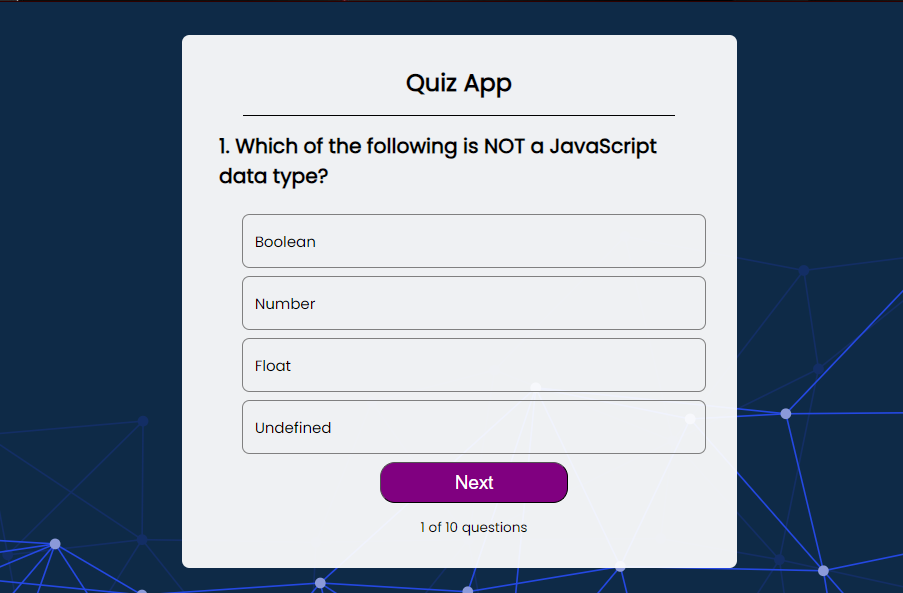 Quiz App
1. Which of the following is NOT a JavaScript
data type?
Boolean
Number
Float
Undefined
Next
1 of 10 questions